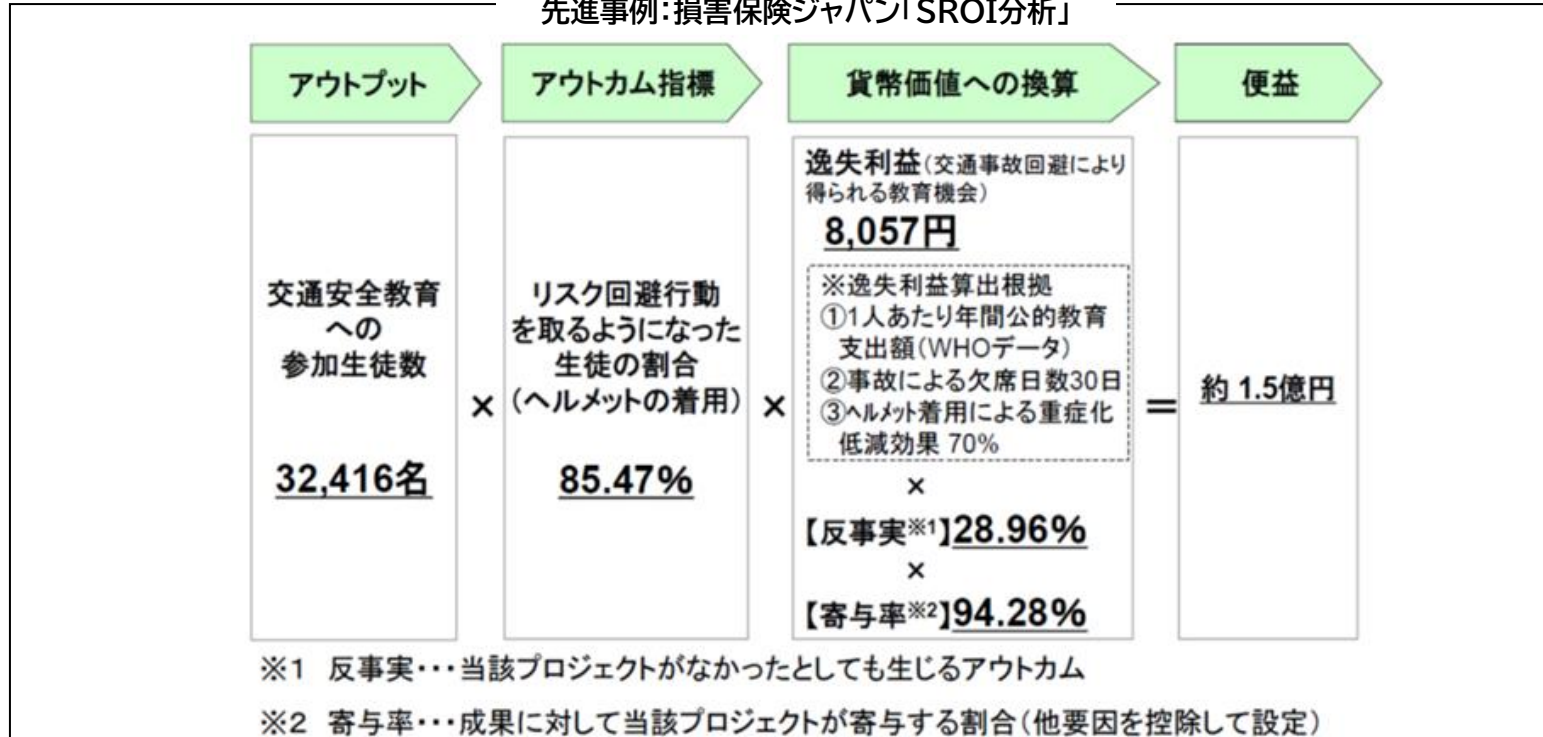 先進事例：損害保険ジャパン「SROI分析」
アウトプット
アウトカム指標
貨幣価値への換算
便益
交通安全教育
への
参加生徒数
32,416名
×
リスク回避行動
を取るようになった
生徒の割合
（ヘルメットの着用）
85.47%
×
逸失利益（交通事故回避により
得られる教育機会）
8,057円
※逸失利益算出根拠
①1人あたり年間公的教育
支出額（WHOデータ）
②事故による欠席日数30日
③ヘルメット着用による重症化
低減効果 70%
×
【反事実※1】28.96%
×
【寄与率※2】94.28%
＝
約 1.5億円
※1 反事実・・・当該プロジェクトがなかったとしても生じるアウトカム
※2 寄与率・・・成果に対して当該プロジェクトが寄与する割合（他要因を控除して設定）